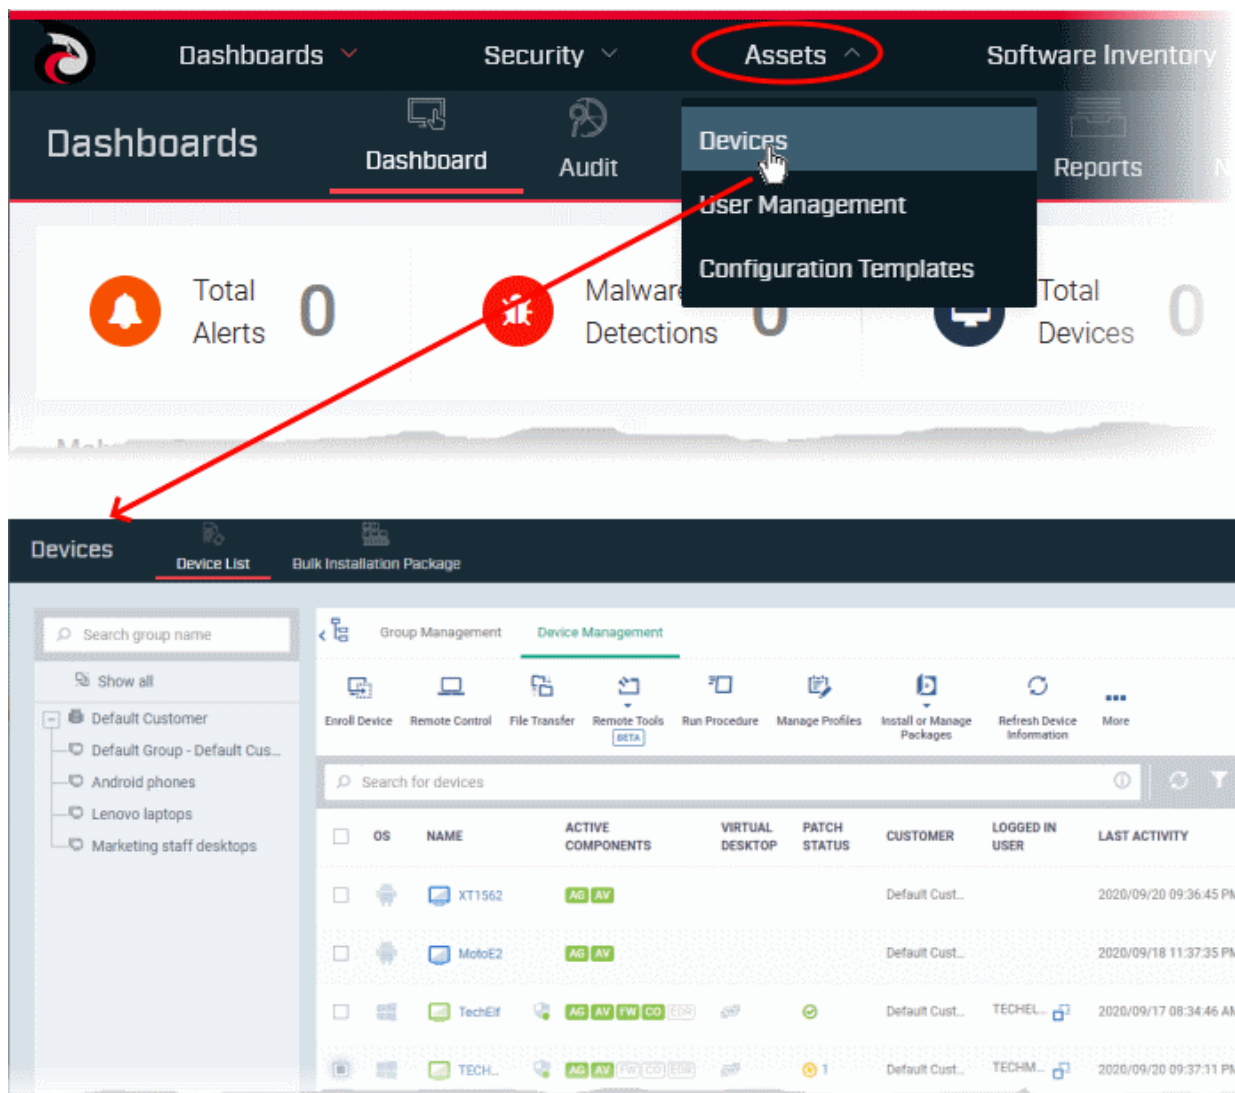 Dashboards Security Assets Software Inventory
Dashboards Dashboard Audit Reports
Devices
User Management
Configuration Templates
Total Alerts 0
Malware Detections 0
Total Devices 0
Devices Device List Bulk Installation Package
Search group name
Show all
Default Customer
Default Group - Default Cus...
Android phones
Lenovo laptops
Marketing staff desktops
Group Management Device Management
Enroll Device Remote Control File Transfer Remote Tools BETA Run Procedure Manage Profiles Install or Manage Packages Refresh Device Information More
Search for devices
OS NAME ACTIVE COMPONENTS VIRTUAL DESKTOP PATCH STATUS CUSTOMER LOGGED IN USER LAST ACTIVITY
XT1562 AG AV Default Cust... 2020/09/20 09:36:45 PM
MotoE2 AG AV Default Cust... 2020/09/18 11:37:35 PM
TechElf AG AV FW CO EDR Default Cust... TECHEL... 2020/09/17 08:34:46 AM
TECH... AG AV FW CO EDR 1 Default Cust... TECHM... 2020/09/20 09:37:11 PM